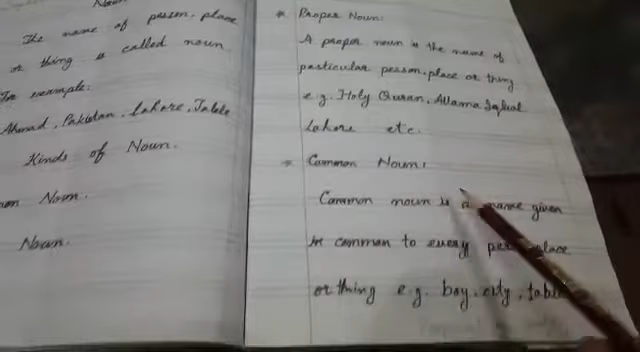 Noun
The name of person, place
or thing is called noun
For example:
Ahmad, Pakistan, Lahore, Table
Kinds of Noun.
Noun.
Noun.
* Proper Noun:
A proper noun is the name of
particular person, place or thing
e.g. Holy Quran, Allama Iqbal
Lahore etc.
* Common Noun:
Common noun is a name given
in common to every place
or thing e.g. boy, city,